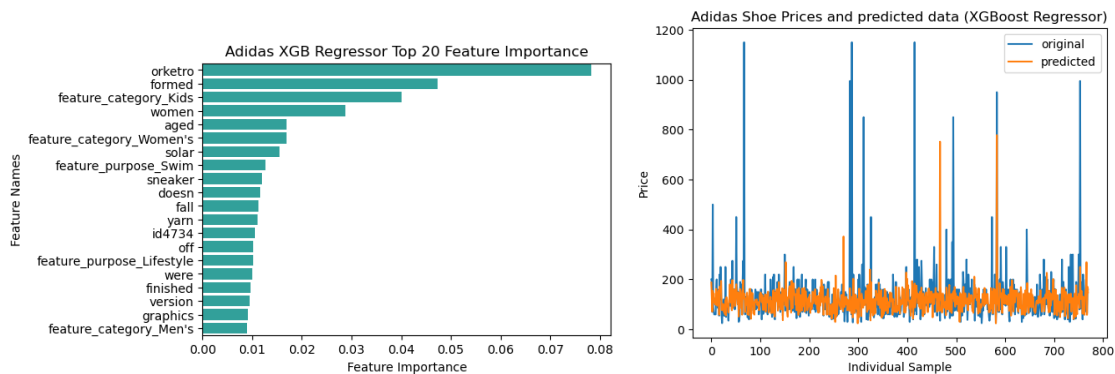 Adidas XGB Regressor Top 20 Feature Importance
Feature Names
orketro
formed
feature_category_Kids
women
aged
feature_category_Women's
solar
feature_purpose_Swim
sneaker
doesn
fall
yarn
id4734
off
feature_purpose_Lifestyle
were
finished
version
graphics
feature_category_Men's
0.00 0.01 0.02 0.03 0.04 0.05 0.06 0.07 0.08
Feature Importance
Adidas Shoe Prices and predicted data (XGBoost Regressor)
original
predicted
Price
1200
1000
800
600
400
200
0
0 100 200 300 400 500 600 700 800
Individual Sample